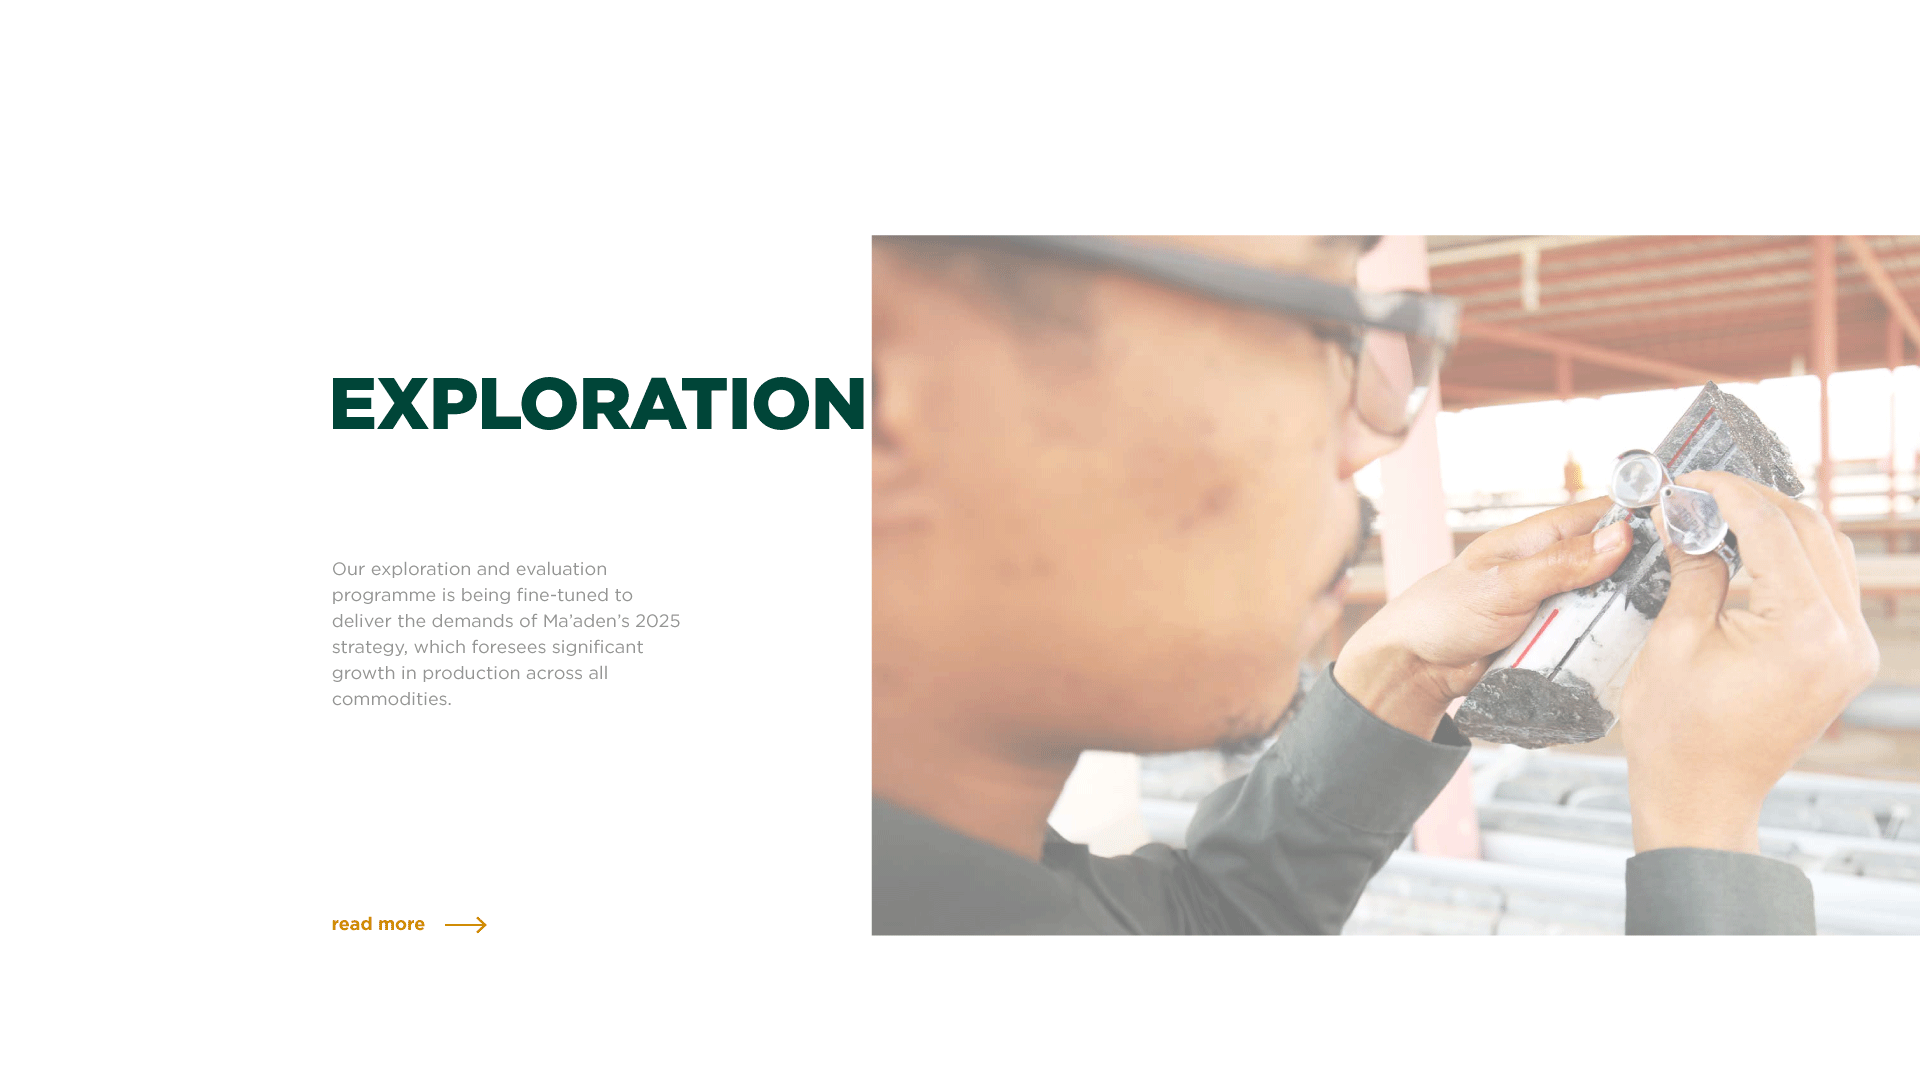 EXPLORATION
Our exploration and evaluation
programme is being fine-tuned to
deliver the demands of Ma’aden’s 2025
strategy, which foresees significant
growth in production across all
commodities.
read more